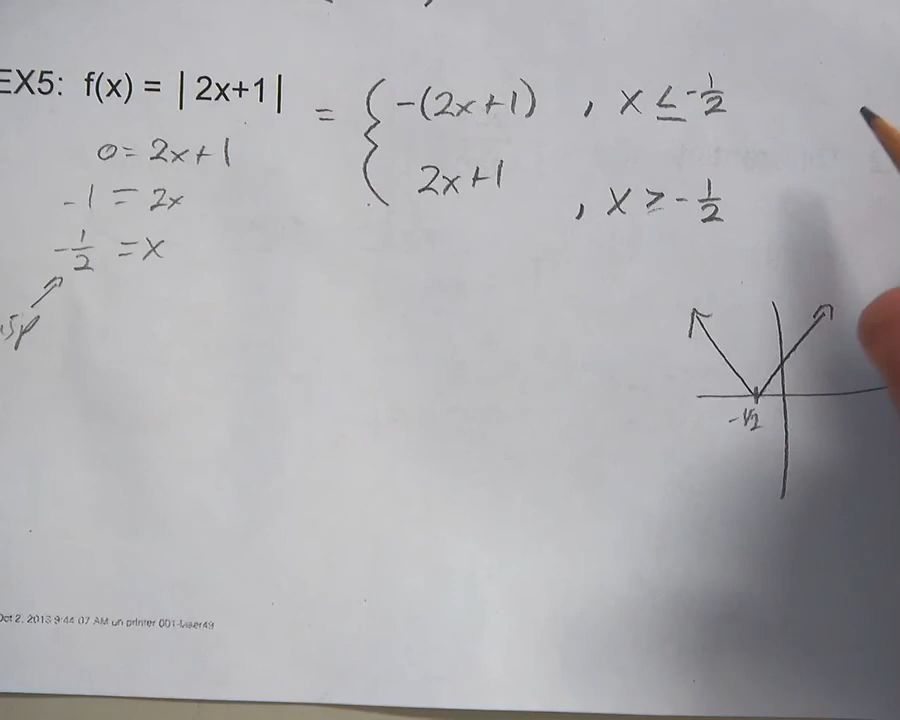 EX5: f(x) = | 2x+1 | = { -(2x+1) , x ≤ -1/2
2x+1 , x ≥ -1/2
0 = 2x+1
-1 = 2x
-1/2 = x
-1/2
Oct 2, 2018 9:44:07 AM on printer 001-laser49